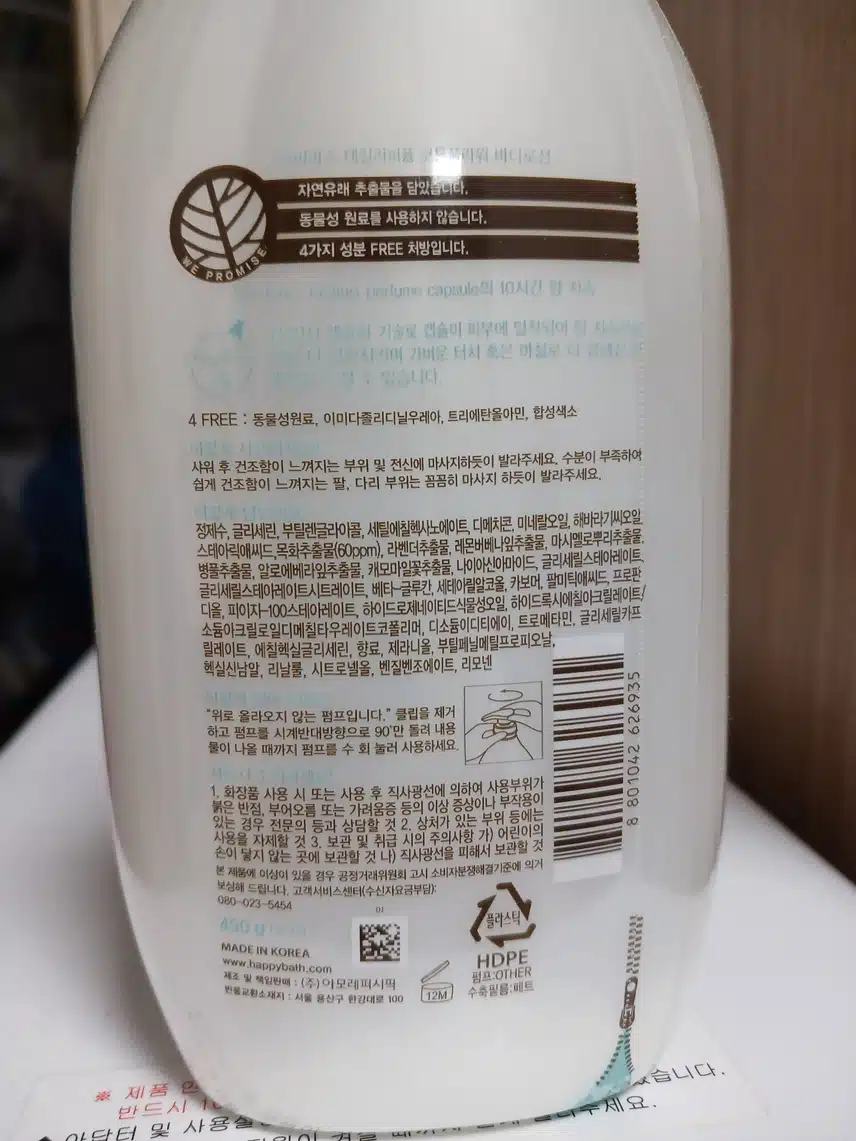 바디로션
자연유래 추출물을 담았습니다.
동물성 원료를 사용하지 않습니다.
4가지 성분 FREE 처방입니다.
WE PROMISE
perfume capsule의 10시간 향 지속
4 FREE : 동물성원료, 이미다졸리디닐우레아, 트리에탄올아민, 합성색소
샤워 후 건조함이 느껴지는 부위 및 전신에 마사지하듯이 발라주세요. 수분이 부족하여
쉽게 건조함이 느껴지는 팔, 다리 부위는 꼼꼼히 마사지 하듯이 발라주세요.
정제수, 글리세린, 부틸렌글라이콜, 세틸에칠헥사노에이트, 디메치콘, 미네랄오일, 해바라기씨오일
스테아릭애씨드,목화추출물(60ppm), 라벤더추출물, 레몬버베나잎추출물, 마시멜로뿌리추출물,
병풀추출물, 알로에베라잎추출물, 캐모마일꽃추출물, 나이아신아마이드, 글리세릴스테아레이트,
글리세릴스테아레이트시트레이트, 베타-글루칸, 세테아릴알코올, 카보머, 팔미틱애씨드, 프로판
디올, 피이지-100스테아레이트, 하이드로제네이티드식물성오일, 하이드록시에칠아크릴레이트/
소듐아크릴로일디메칠타우레이트코폴리머, 디소듐이디티에이, 트로메타민, 글리세릴카프
릴레이트, 에칠헥실글리세린, 향료, 제라니올, 부틸페닐메틸프로피오날,
헥실신남알, 리날룰, 시트로넬올, 벤질벤조에이트, 리모넨
"위로 올라오지 않는 펌프입니다." 클립을 제거
하고 펌프를 시계반대방향으로 90°만 돌려 내용
물이 나올 때까지 펌프를 수 회 눌러 사용하세요.
1. 화장품 사용 시 또는 사용 후 직사광선에 의하여 사용부위가
붉은 반점, 부어오름 또는 가려움증 등의 이상 증상이나 부작용이
있는 경우 전문의 등과 상담할 것 2. 상처가 있는 부위 등에는
사용을 자제할 것 3. 보관 및 취급 시의 주의사항 가) 어린이의
손이 닿지 않는 곳에 보관할 것 나) 직사광선을 피해서 보관할 것
본 제품에 이상이 있을 경우 공정거래위원회 고시 소비자분쟁해결기준에 의거
보상해 드립니다. 고객서비스센터(수신자요금부담):
080-023-5454
8 801042 626935
450 g
MADE IN KOREA
www.happybath.com
제조 및 책임판매 : (주)아모레퍼시픽
반품교환소재지 : 서울 용산구 한강대로 100
12M
플라스틱
HDPE
펌프:OTHER
수축필름:페트
※ 제품
반드시
습니다.
아답터 및
주세요.